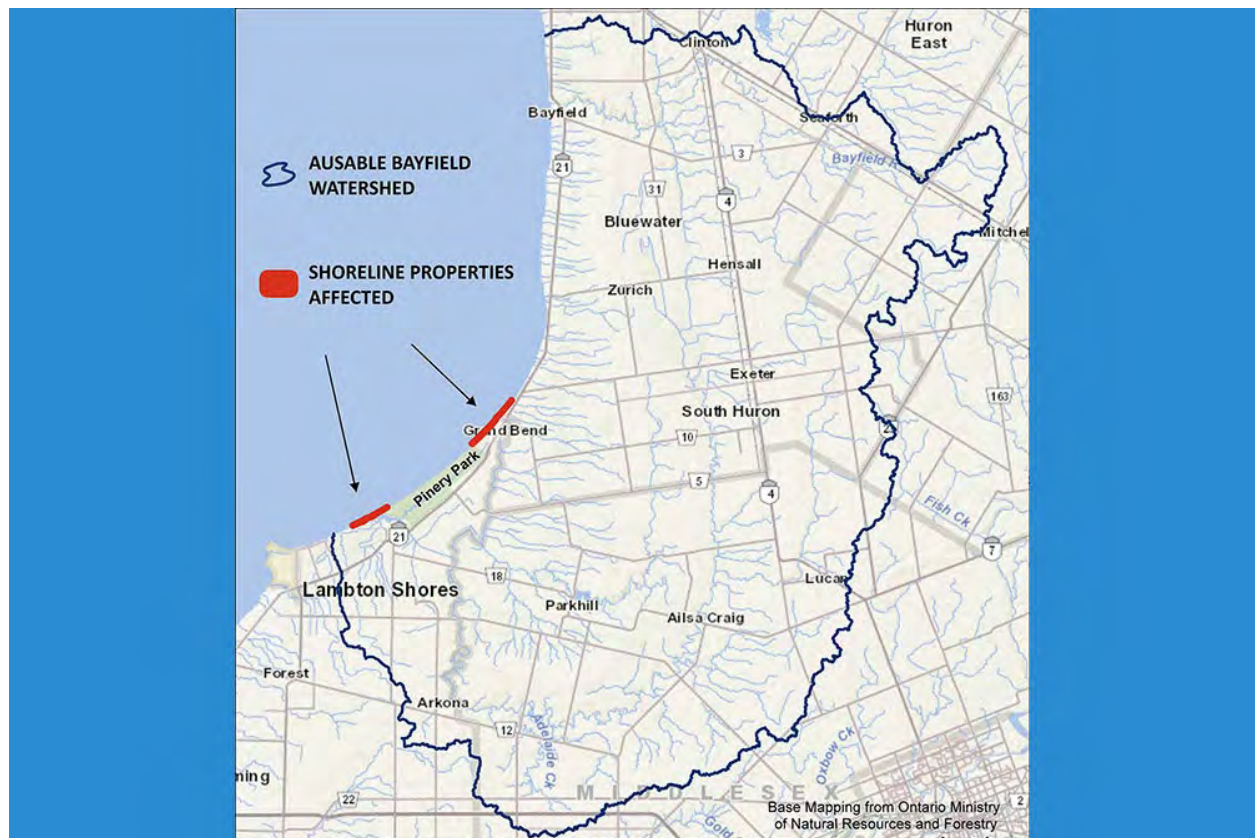 Huron
East
Clinton
Bayfield
Seaforth
AUSABLE BAYFIELD
WATERSHED
21
3
Bayfield
31
4
Bluewater
Mitchel
Hensall
SHORELINE PROPERTIES
AFFECTED
Zurich
Exeter
163
South Huron
Grand Bend
10
23
Pinery Park
5
4
Fish Ck
21
7
18
Lucan
Lambton Shores
Parkhill
Ailsa Craig
Forest
Arkona
12
Adelaide Ck
Oxbow Ck
ming
22
MIDDLESEX
2
Base Mapping from Ontario Ministry
of Natural Resources and Forestry